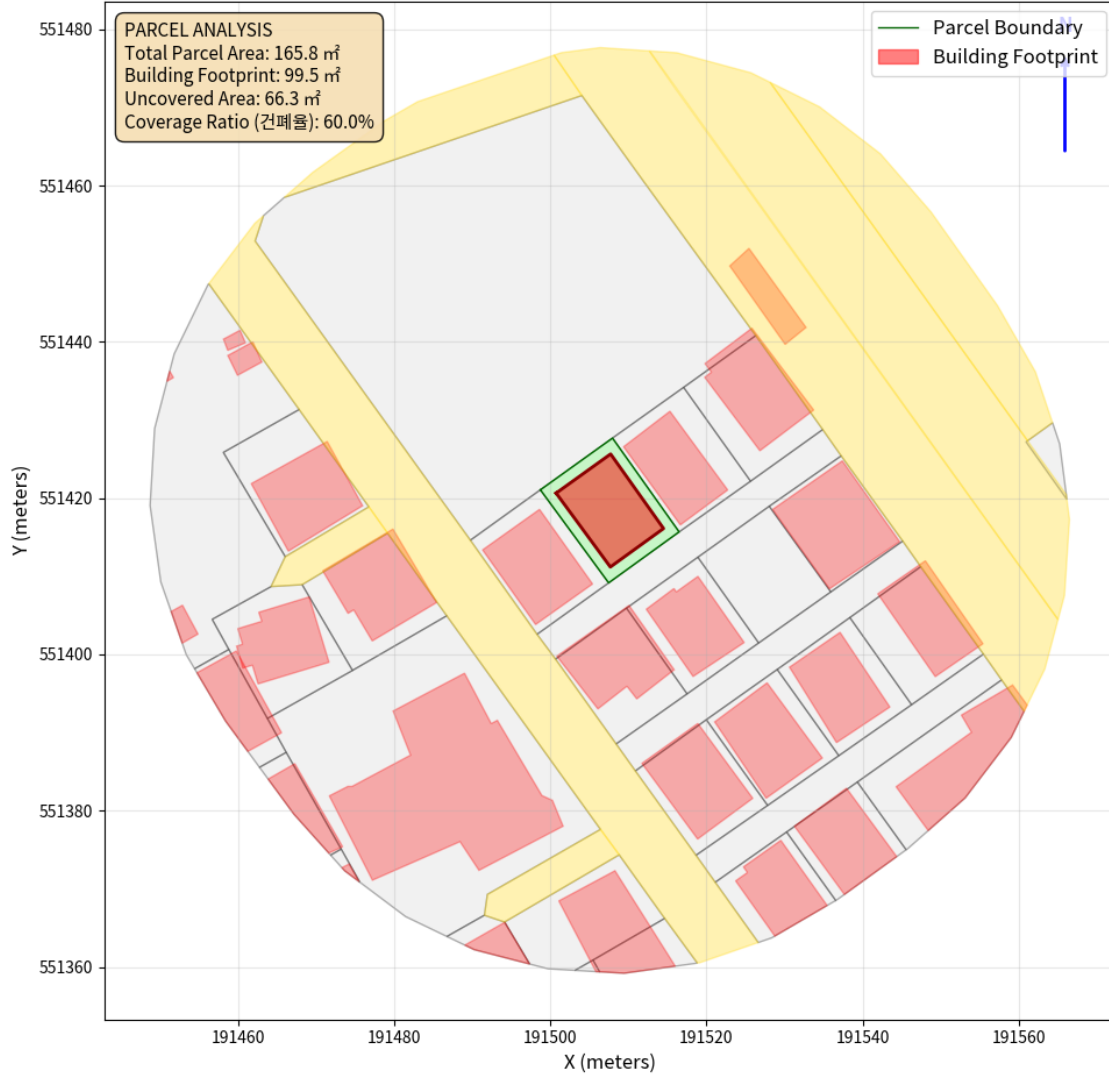 PARCEL ANALYSIS
Total Parcel Area: 165.8 ㎡
Building Footprint: 99.5 ㎡
Uncovered Area: 66.3 ㎡
Coverage Ratio (건폐율): 60.0%
Parcel Boundary
Building Footprint
N
551480
551460
551440
551420
551400
551380
551360
Y (meters)
191460
191480
191500
191520
191540
191560
X (meters)